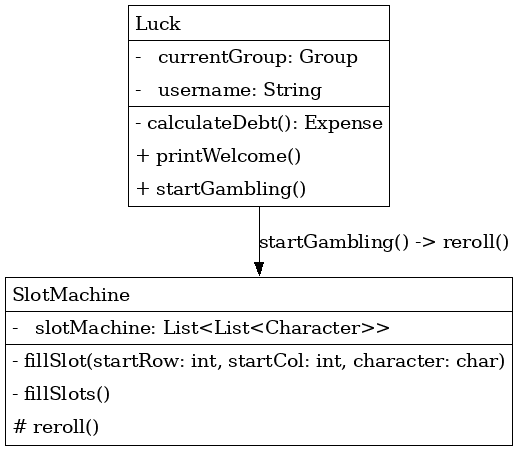 Luck
- currentGroup: Group
- username: String
- calculateDebt(): Expense
+ printWelcome()
+ startGambling()
startGambling() -> reroll()
SlotMachine
- slotMachine: List<List<Character>>
- fillSlot(startRow: int, startCol: int, character: char)
- fillSlots()
# reroll()